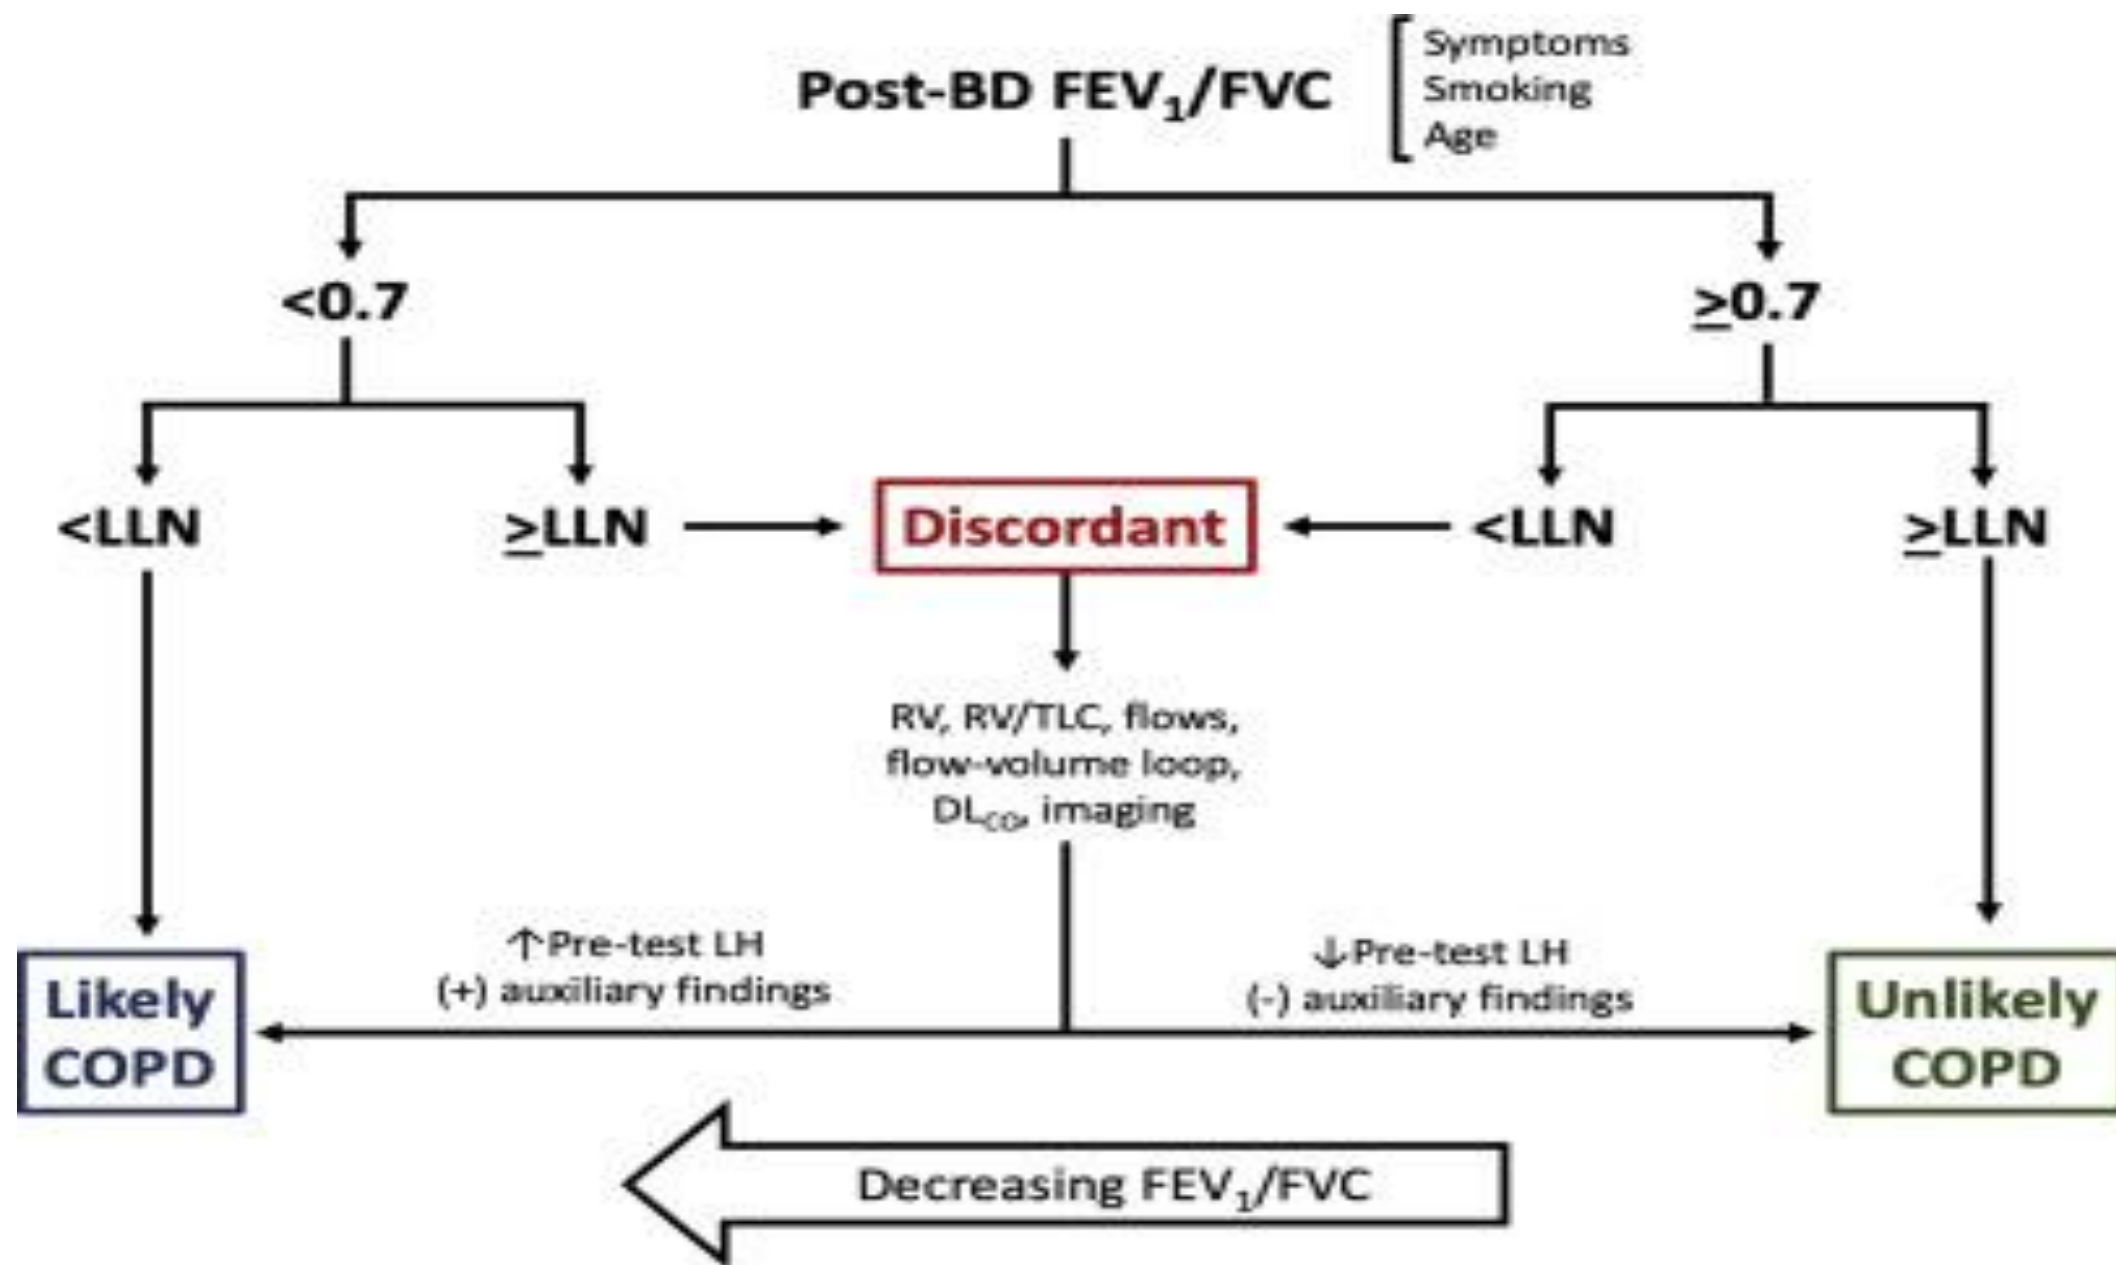 Post-BD FEV₁/FVC
Symptoms
Smoking
Age
<0.7
≥0.7
<LLN
≥LLN
Discordant
<LLN
≥LLN
RV, RV/TLC, flows,
flow-volume loop,
DL_CO, imaging
↑Pre-test LH
(+) auxiliary findings
↓Pre-test LH
(-) auxiliary findings
Likely
COPD
Unlikely
COPD
Decreasing FEV₁/FVC